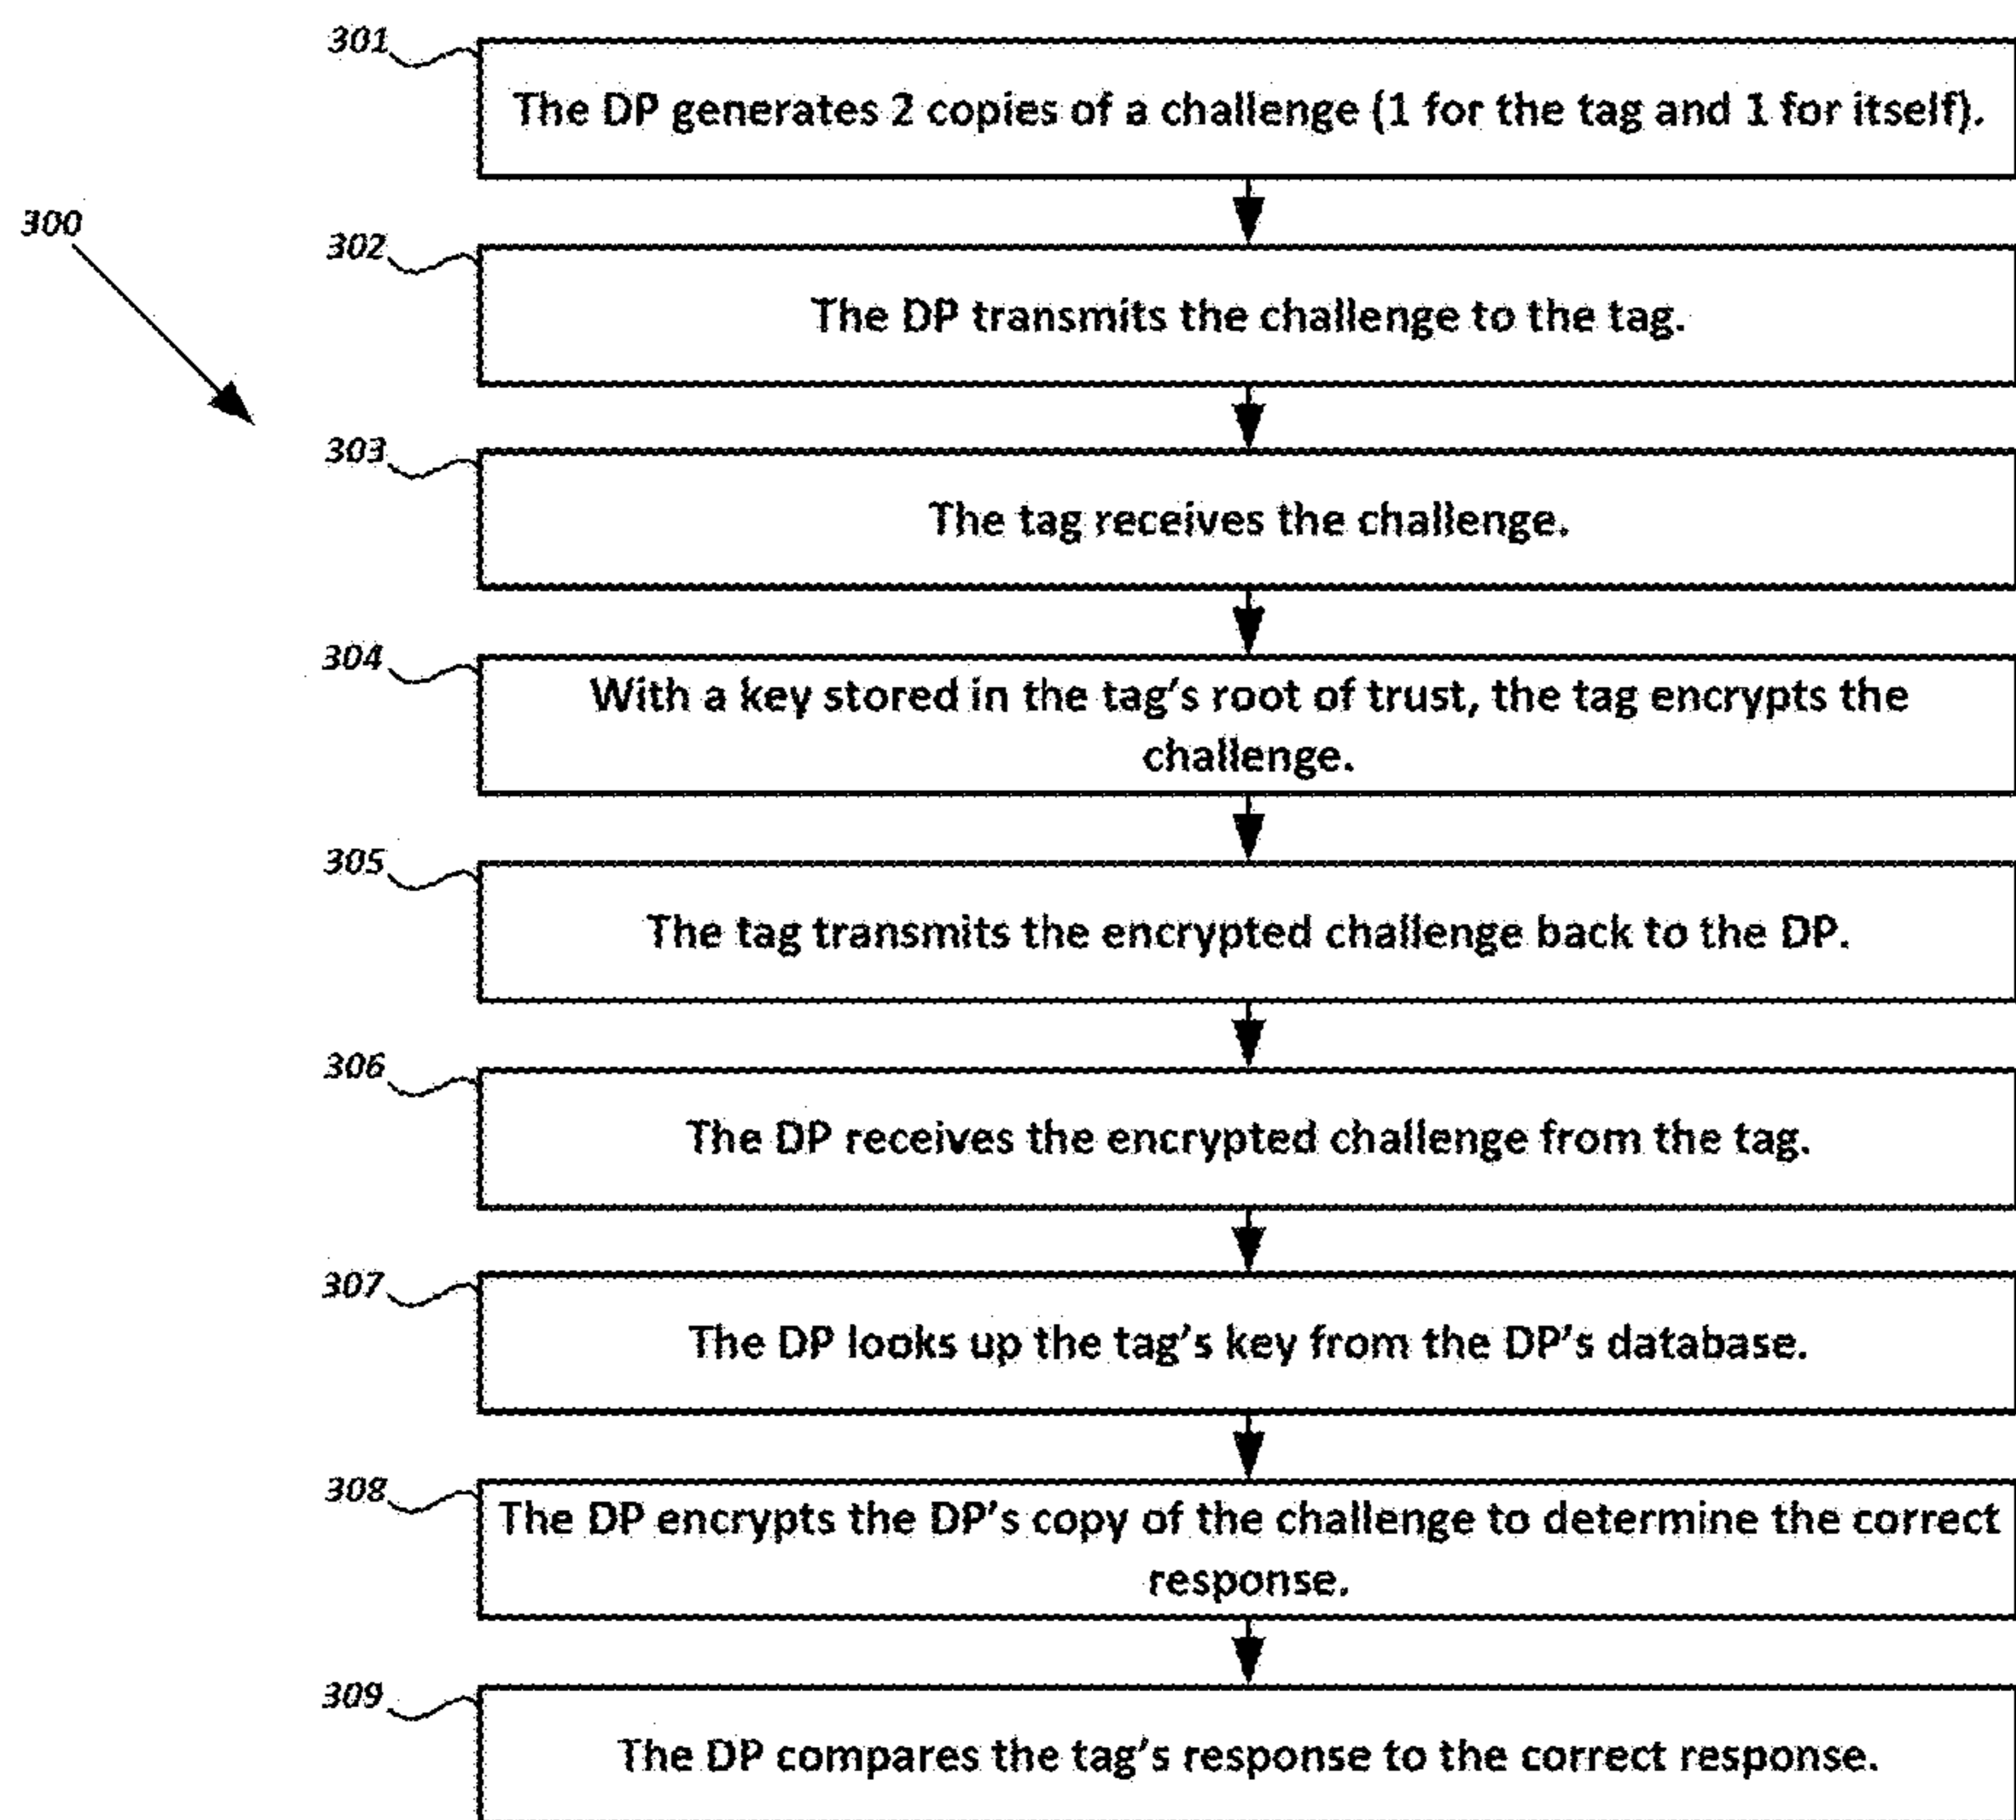 301
The DP generates 2 copies of a challenge (1 for the tag and 1 for itself).
300
302
The DP transmits the challenge to the tag.
303
The tag receives the challenge.
304
With a key stored in the tag's root of trust, the tag encrypts the
challenge.
305
The tag transmits the encrypted challenge back to the DP.
306
The DP receives the encrypted challenge from the tag.
307
The DP looks up the tag's key from the DP's database.
308
The DP encrypts the DP's copy of the challenge to determine the correct
response.
309
The DP compares the tag's response to the correct response.